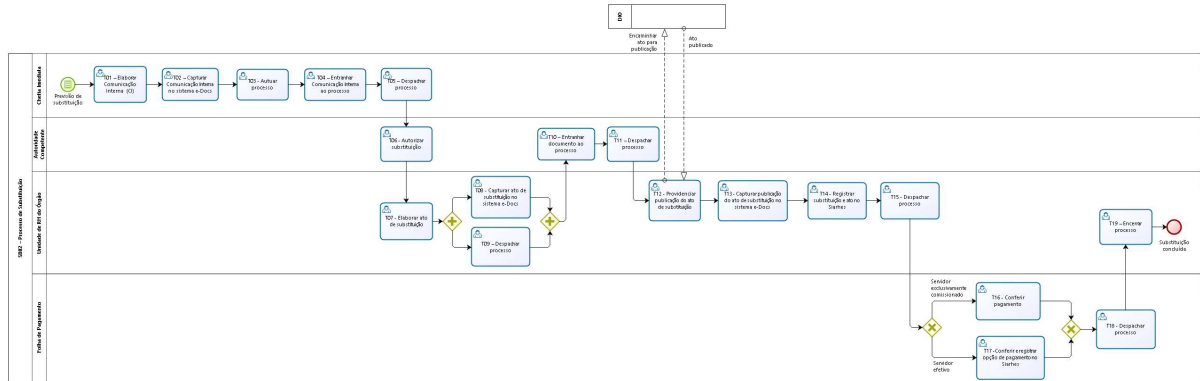 DIO
Encaminhar
ato para
publicação
Ato
publicado
SB02 - Processo de Substituição
Chefia Imediata
Previsão de
substituição
T01 – Elaborar
Comunicação
Interna (CI)
T02 – Capturar
Comunicação Interna
no sistema e-Docs
T03 - Autuar
processo
T04 – Entranhar
Comunicação Interna
ao processo
T05 – Despachar
processo
Autoridade
Competente
T06 - Autorizar
substituição
T10 – Entranhar
documento ao
processo
T11 – Despachar
processo
Unidade de RH do Órgão
T07 - Elaborar ato
de substituição
T08 - Capturar ato de
substituição no
sistema e-Docs
T09 – Despachar
processo
T12 - Providenciar
publicação do ato
de substituição
T13 - Capturar publicação
do ato de substituição no
sistema e-Docs
T14 - Registrar
substituição e ato no
Siarhes
T15 - Despachar
processo
T19 – Encerrar
processo
Substituição
concluída
Folha de Pagamento
Servidor
exclusivamente
comissionado
T16 - Conferir
pagamento
T17 -Conferir e registrar
opção de pagamento no
Siarhes
Servidor
efetivo
T18 - Despachar
processo